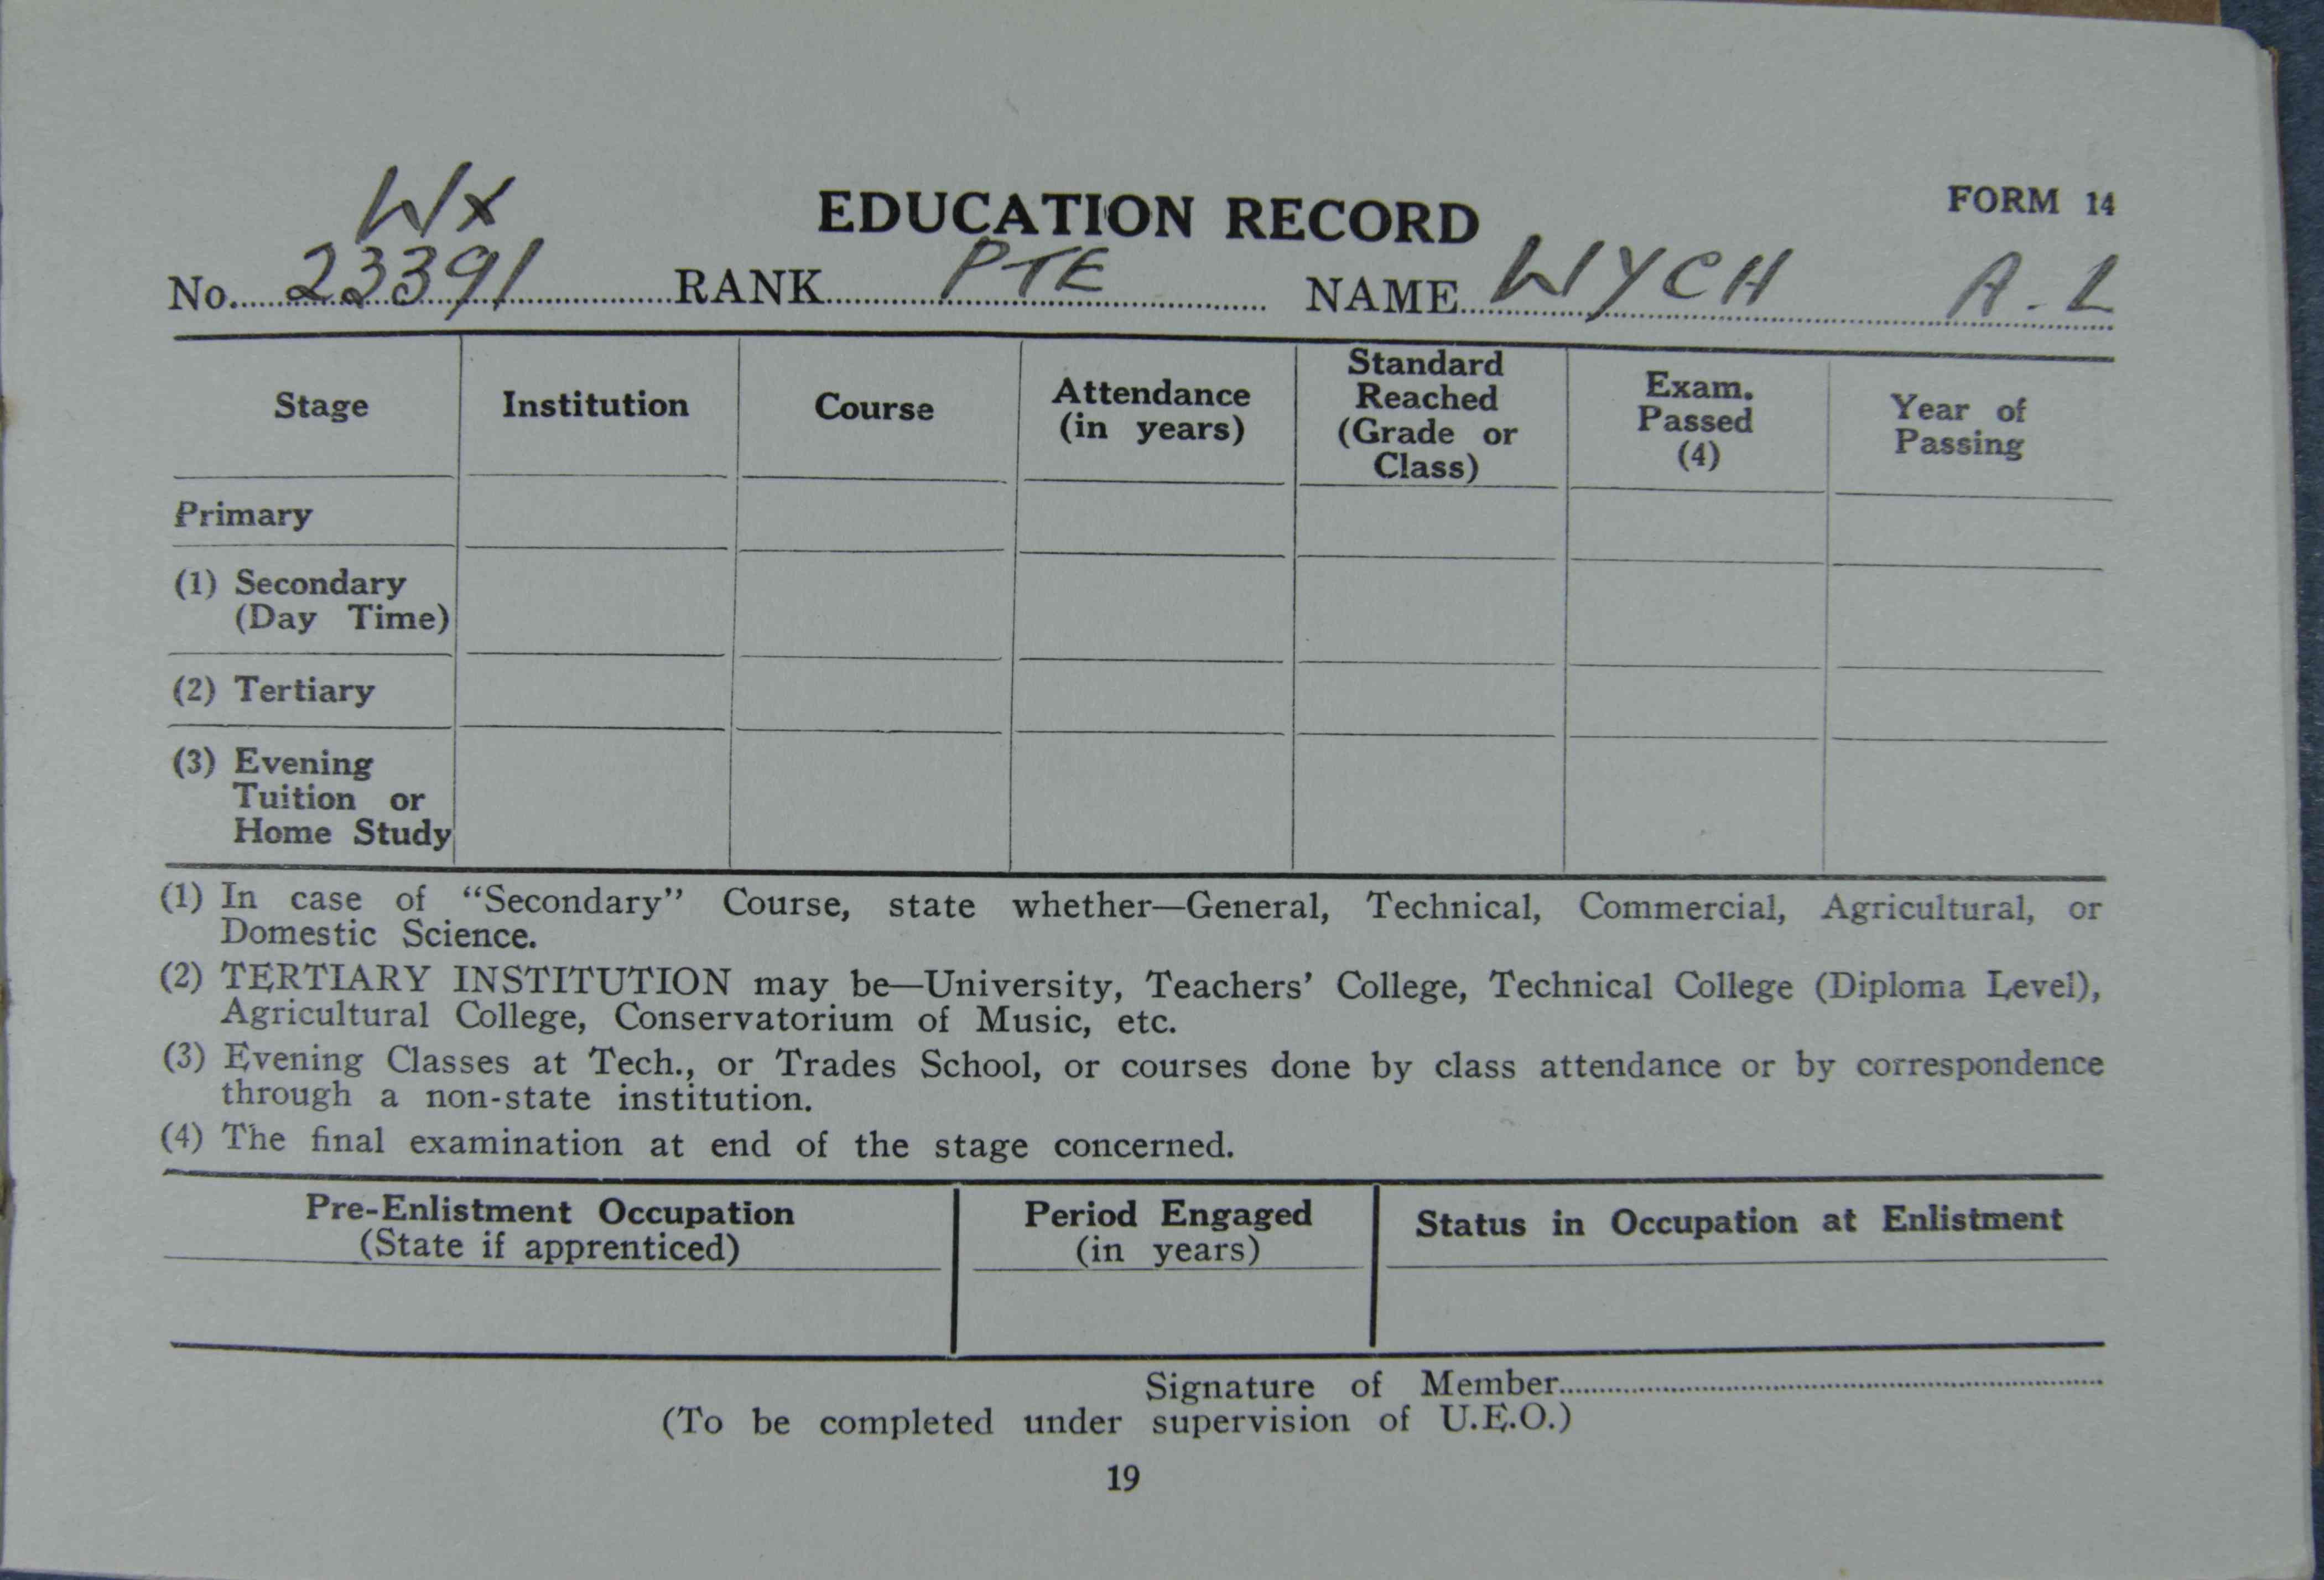 WX
EDUCATION RECORD
FORM 14
No. 23391 RANK PTE NAME WYCH A.L
Stage Institution Course Attendance (in years) Standard Reached (Grade or Class) Exam. Passed (4) Year of Passing
Primary
(1) Secondary
(Day Time)
(2) Tertiary
(3) Evening
Tuition or
Home Study
(1) In case of “Secondary” Course, state whether—General, Technical, Commercial, Agricultural, or
Domestic Science.
(2) TERTIARY INSTITUTION may be—University, Teachers’ College, Technical College (Diploma Level),
Agricultural College, Conservatorium of Music, etc.
(3) Evening Classes at Tech., or Trades School, or courses done by class attendance or by correspondence
through a non-state institution.
(4) The final examination at end of the stage concerned.
Pre-Enlistment Occupation (State if apprenticed) Period Engaged (in years) Status in Occupation at Enlistment
Signature of Member
(To be completed under supervision of U.E.O.)
19